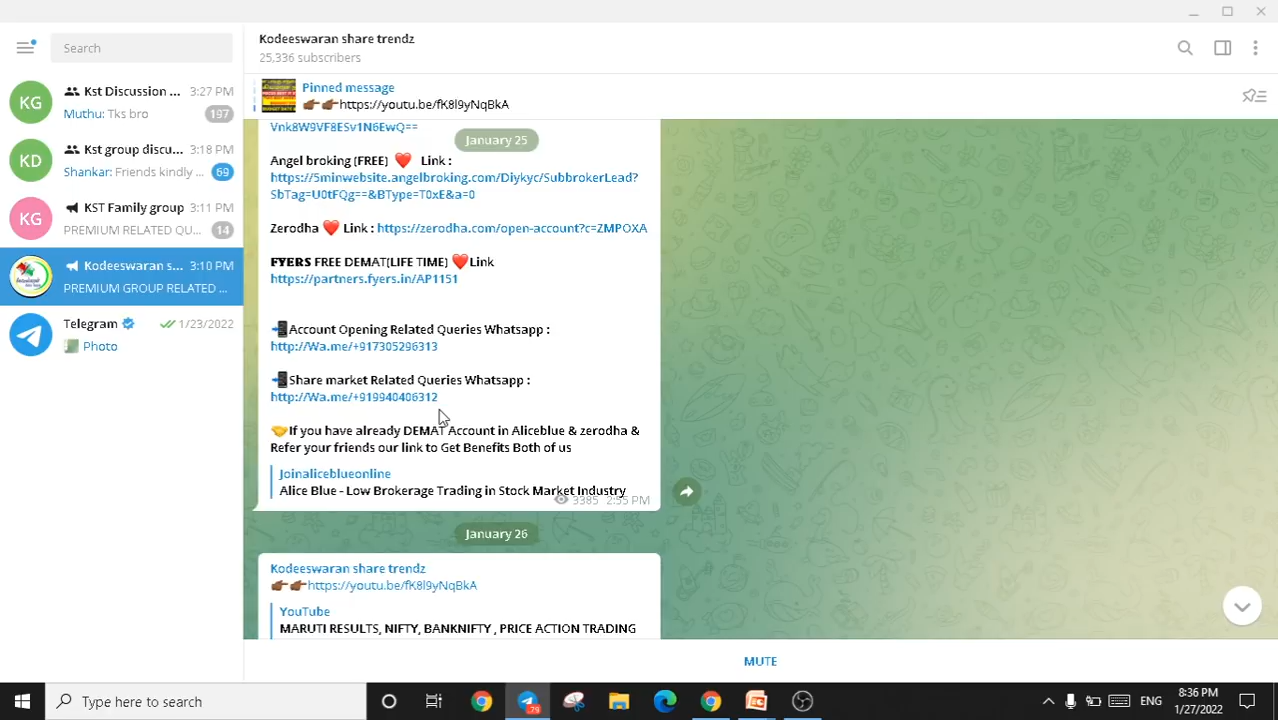 Search
Kst Discussion ... 3:27 PM
Muthu: Tks bro 197
KG
Kst group discu... 3:18 PM
Shankar: Friends kindly ... 69
KD
KST Family group 3:11 PM
PREMIUM RELATED QU... 14
KG
Kodeeswaran s... 3:10 PM
PREMIUM GROUP RELATED ...
Telegram 1/23/2022
Photo
Kodeeswaran share trendz
25,336 subscribers
Pinned message
👉🏾👉🏾https://youtu.be/fK8l9yNqBkA
Vnk8W9VF8ESv1N6EwQ==
January 25
Angel broking (FREE) ❤️ Link :
https://5minwebsite.angelbroking.com/Diykyc/SubbrokerLead?
SbTag=U0tFQg==&BType=T0xE&a=0
Zerodha ❤️ Link : https://zerodha.com/open-account?c=ZMPOXA
FYERS FREE DEMAT(LIFE TIME) ❤️Link
https://partners.fyers.in/AP1151
📲Account Opening Related Queries Whatsapp :
http://Wa.me/+917305296313
📲Share market Related Queries Whatsapp :
http://Wa.me/+919940406312
🤝If you have already DEMAT Account in Aliceblue & zerodha &
Refer your friends our link to Get Benefits Both of us
Joinaliceblueonline
Alice Blue - Low Brokerage Trading in Stock Market Industry
3385 2:55 PM
January 26
Kodeeswaran share trendz
👉🏾👉🏾https://youtu.be/fK8l9yNqBkA
YouTube
MARUTI RESULTS, NIFTY, BANKNIFTY , PRICE ACTION TRADING
MUTE
Type here to search
.79
ENG
8:36 PM
1/27/2022